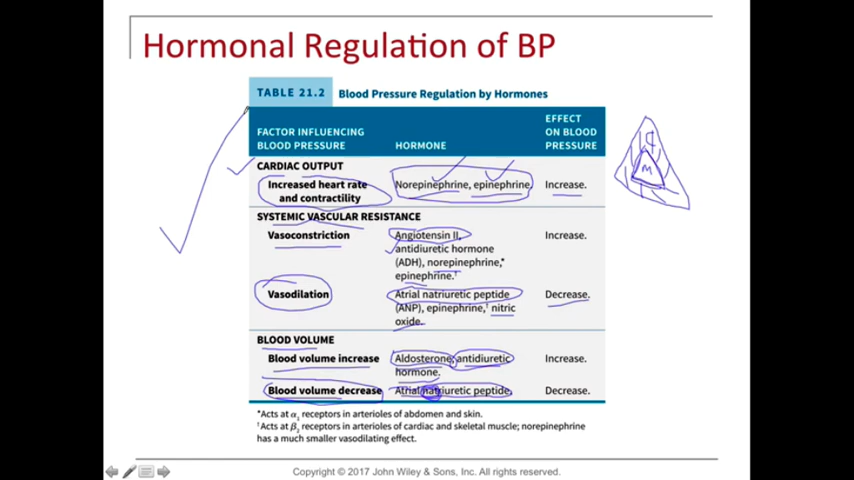 Hormonal Regulation of BP
TABLE 21.2 Blood Pressure Regulation by Hormones
FACTOR INFLUENCING BLOOD PRESSURE HORMONE EFFECT ON BLOOD PRESSURE
CARDIAC OUTPUT
Increased heart rate and contractility Norepinephrine, epinephrine. Increase.
SYSTEMIC VASCULAR RESISTANCE
Vasoconstriction Angiotensin II, Increase.
antidiuretic hormone
(ADH), norepinephrine,*
epinephrine.†
Vasodilation Atrial natriuretic peptide Decrease.
(ANP), epinephrine,† nitric
oxide.
BLOOD VOLUME
Blood volume increase Aldosterone, antidiuretic Increase.
hormone.
Blood volume decrease Atrial natriuretic peptide. Decrease.
*Acts at α1 receptors in arterioles of abdomen and skin.
†Acts at β2 receptors in arterioles of cardiac and skeletal muscle; norepinephrine
has a much smaller vasodilating effect.
M
Copyright © 2017 John Wiley & Sons, Inc. All rights reserved.